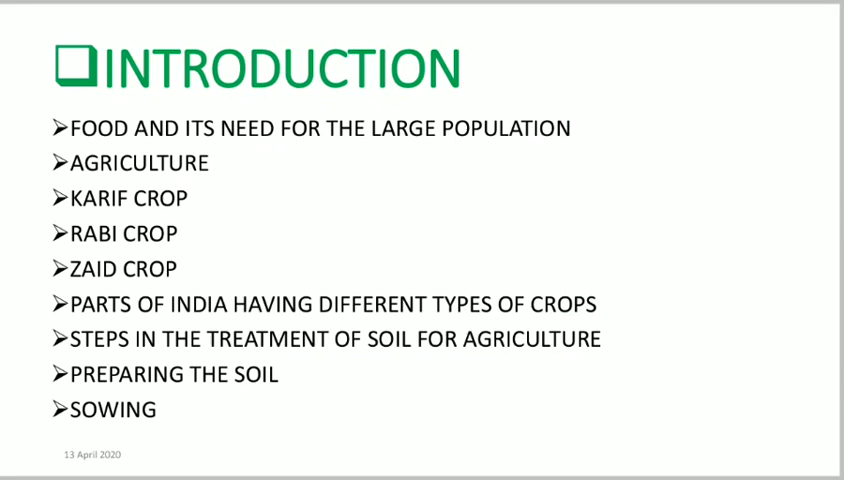 INTRODUCTION
FOOD AND ITS NEED FOR THE LARGE POPULATION
AGRICULTURE
KARIF CROP
RABI CROP
ZAID CROP
PARTS OF INDIA HAVING DIFFERENT TYPES OF CROPS
STEPS IN THE TREATMENT OF SOIL FOR AGRICULTURE
PREPARING THE SOIL
SOWING
13 April 2020